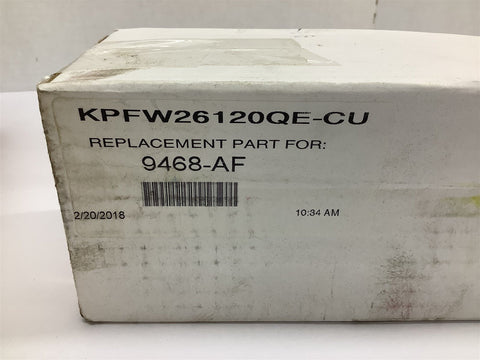 KPFW26120QE-CU
REPLACEMENT PART FOR:
9468-AF
2/20/2018 10:34 AM